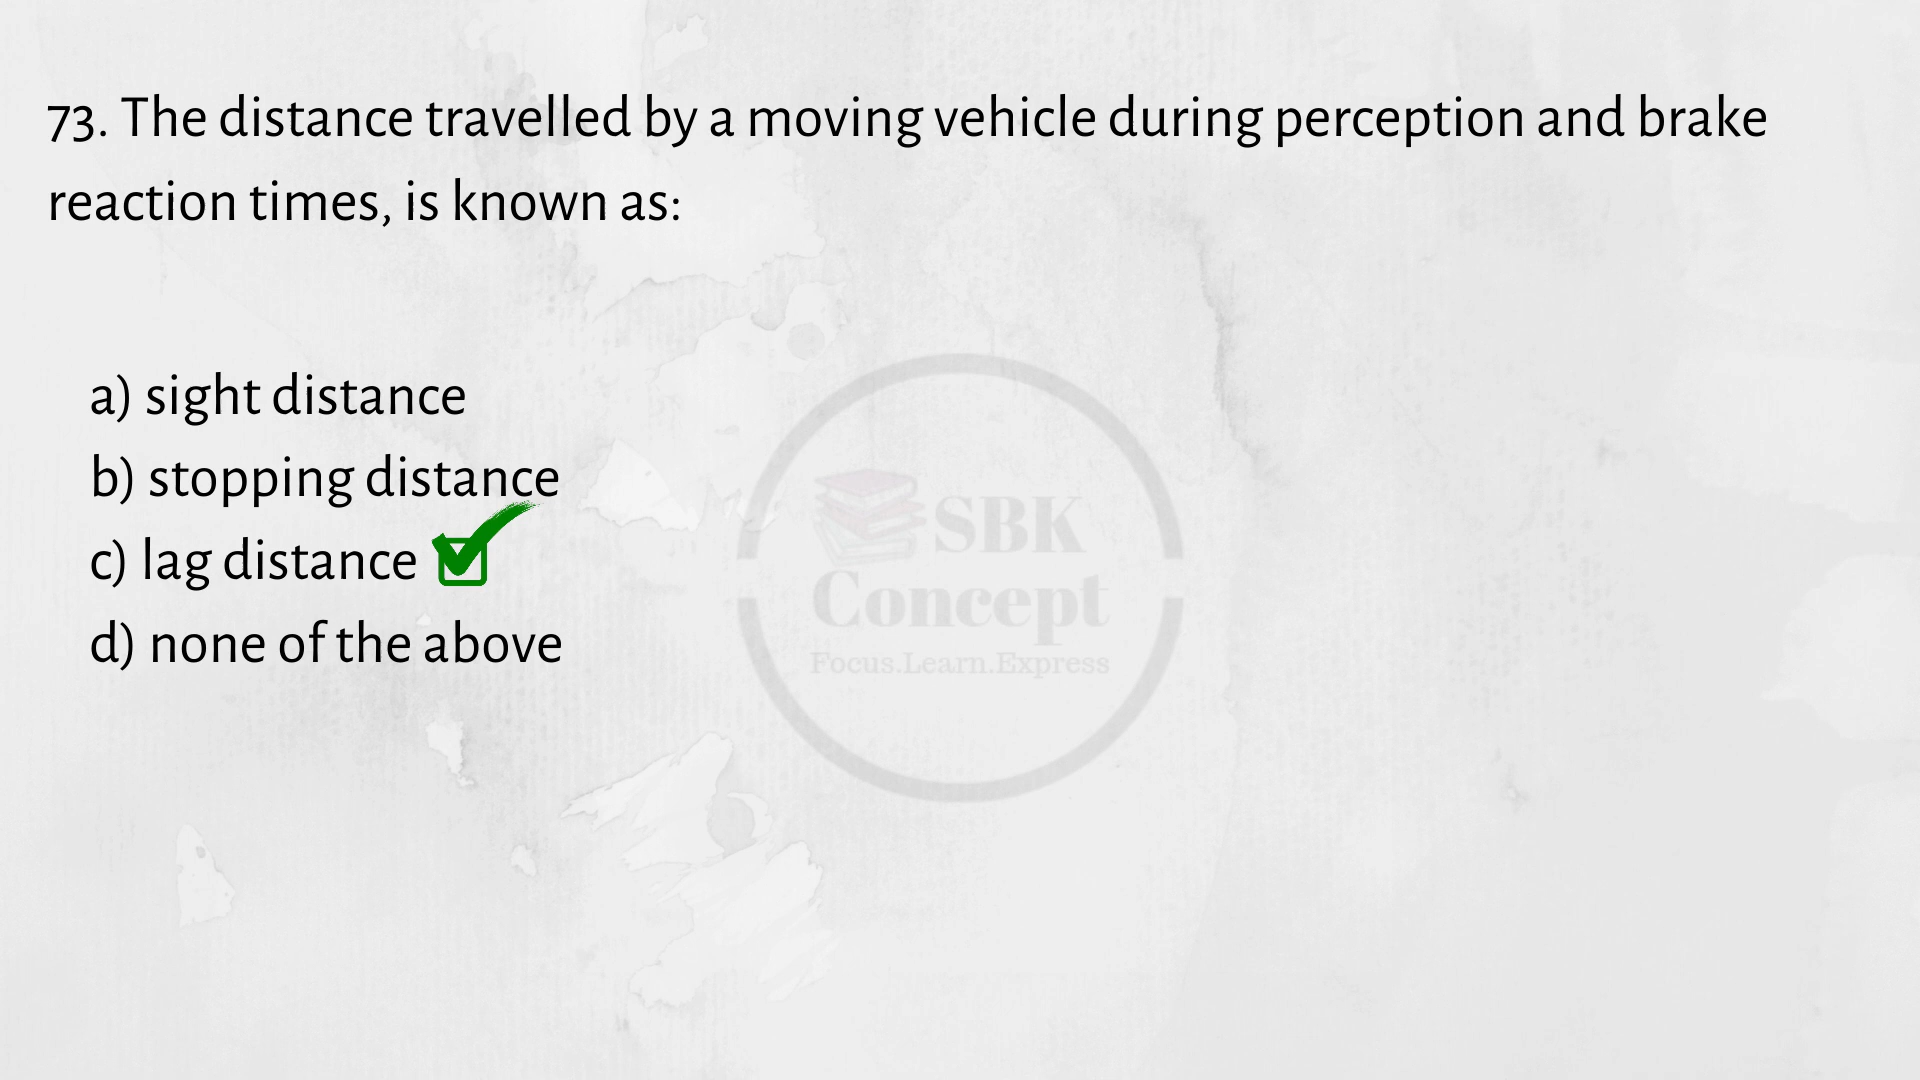 73. The distance travelled by a moving vehicle during perception and brake
reaction times, is known as:
a) sight distance
b) stopping distance
c) lag distance
d) none of the above
SBK
Concept
Focus.Learn.Express